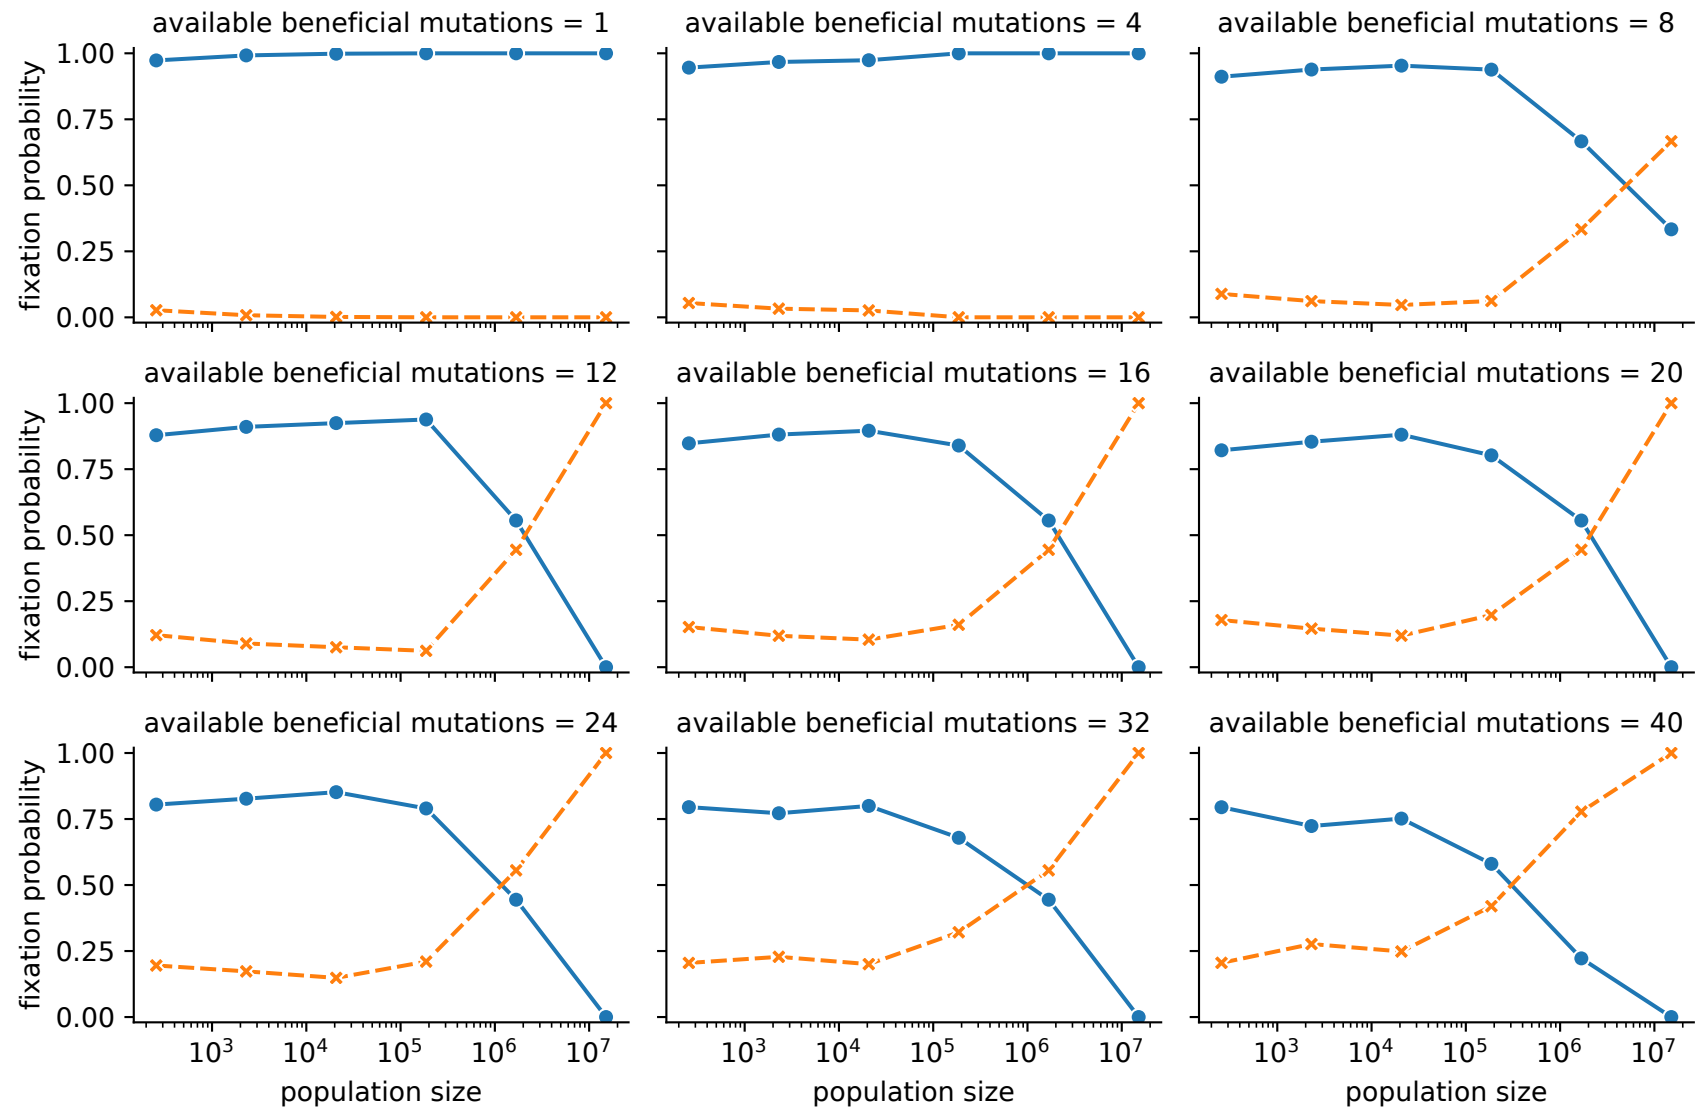 available beneficial mutations = 1
available beneficial mutations = 4
available beneficial mutations = 8
fixation probability
1.00
0.75
0.50
0.25
0.00
available beneficial mutations = 12
available beneficial mutations = 16
available beneficial mutations = 20
fixation probability
1.00
0.75
0.50
0.25
0.00
available beneficial mutations = 24
available beneficial mutations = 32
available beneficial mutations = 40
fixation probability
1.00
0.75
0.50
0.25
0.00
10³ 10⁴ 10⁵ 10⁶ 10⁷
10³ 10⁴ 10⁵ 10⁶ 10⁷
10³ 10⁴ 10⁵ 10⁶ 10⁷
population size
population size
population size